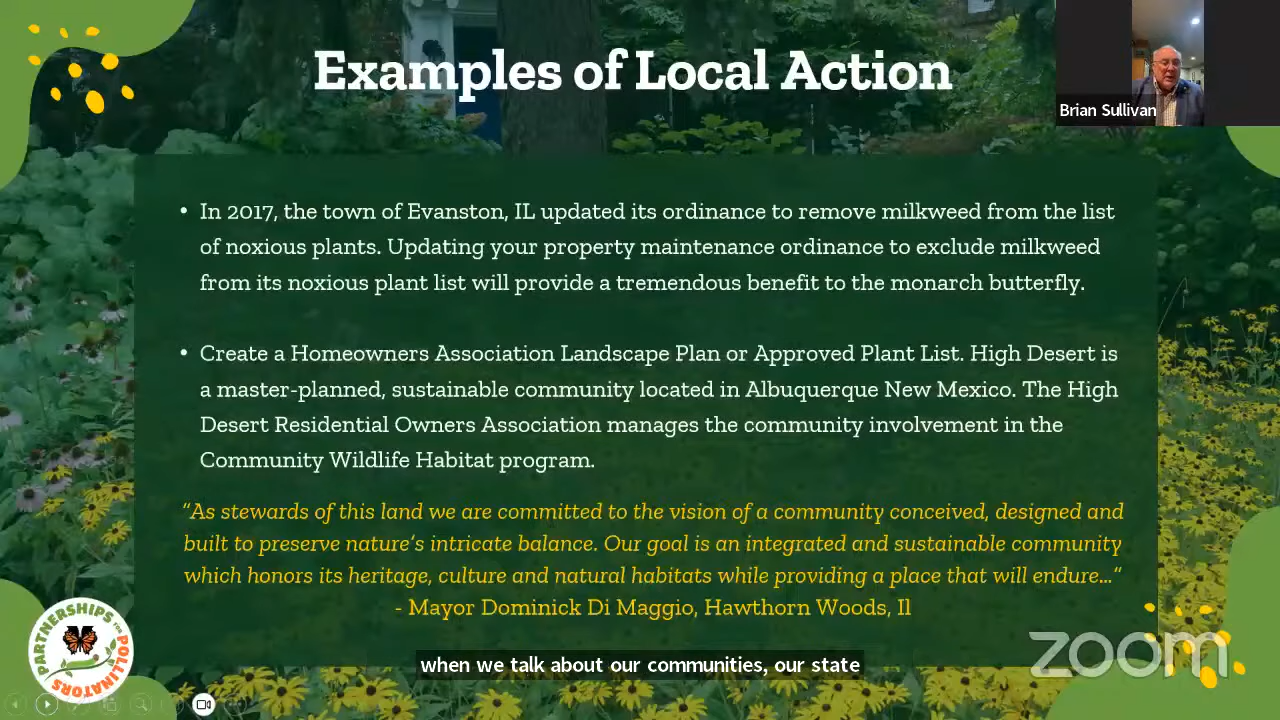 Examples of Local Action
Brian Sullivan
• In 2017, the town of Evanston, IL updated its ordinance to remove milkweed from the list
of noxious plants. Updating your property maintenance ordinance to exclude milkweed
from its noxious plant list will provide a tremendous benefit to the monarch butterfly.
• Create a Homeowners Association Landscape Plan or Approved Plant List. High Desert is
a master-planned, sustainable community located in Albuquerque New Mexico. The High
Desert Residential Owners Association manages the community involvement in the
Community Wildlife Habitat program.
“As stewards of this land we are committed to the vision of a community conceived, designed and
built to preserve nature’s intricate balance. Our goal is an integrated and sustainable community
which honors its heritage, culture and natural habitats while providing a place that will endure...”
- Mayor Dominick Di Maggio, Hawthorn Woods, Il
PARTNERSHIPS FOR POLLINATORS
when we talk about our communities, our state
zoom